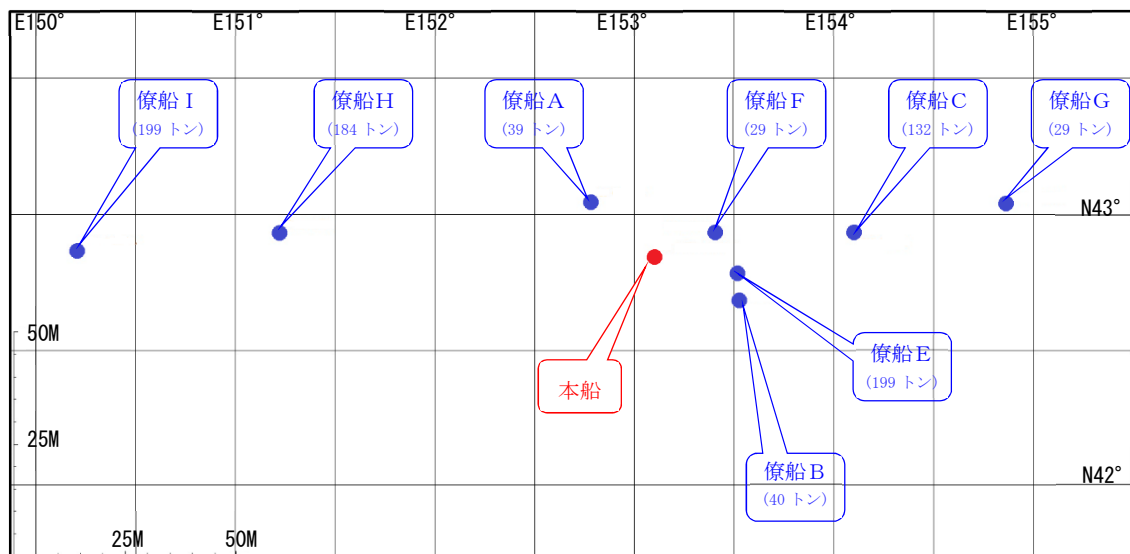 E150° E151° E152° E153° E154° E155°
僚船I
(199 トン)
僚船H
(184 トン)
僚船A
(39 トン)
僚船F
(29 トン)
僚船C
(132 トン)
僚船G
(29 トン)
N43°
50M
僚船E
(199 トン)
本船
25M
僚船B
(40 トン)
N42°
25M 50M